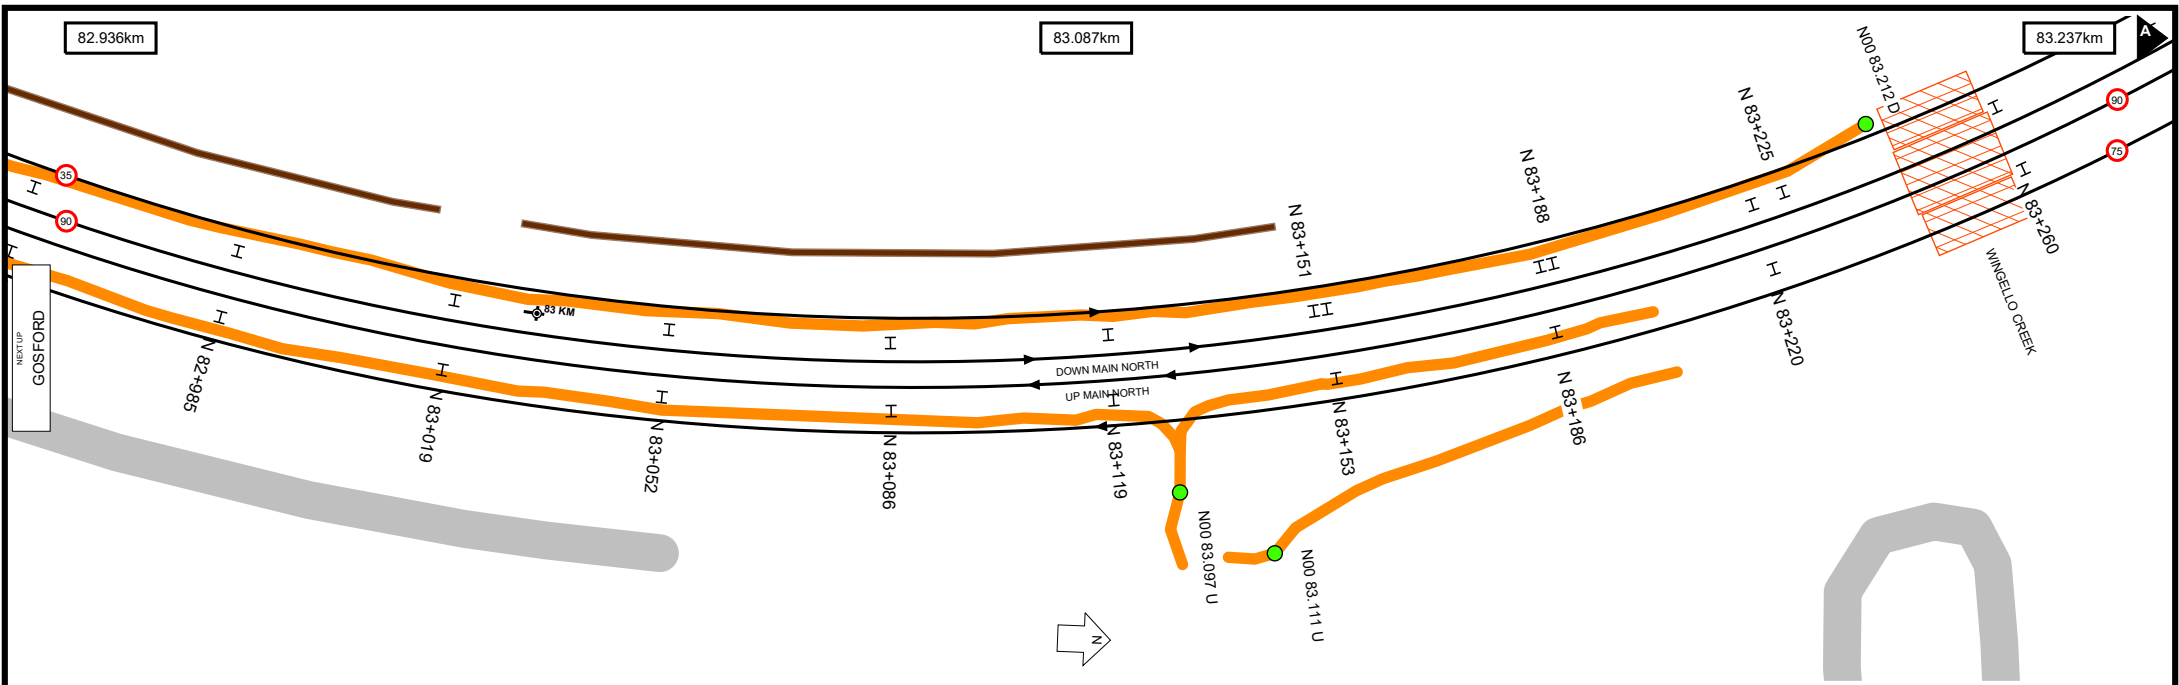 82.936km
83.087km
83.237km
A
N00 83.212 D
N 83+225
N 83+188
N 83+151
90
75
35
90
83 KM
N 83+260
WINGELLO CREEK
NEXT UP
GOSFORD
DOWN MAIN NORTH
UP MAIN NORTH
N 82+985
N 83+019
N 83+052
N 83+086
N 83+119
N 83+153
N 83+186
N 83+220
N00 83.097 U
N00 83.111 U
N